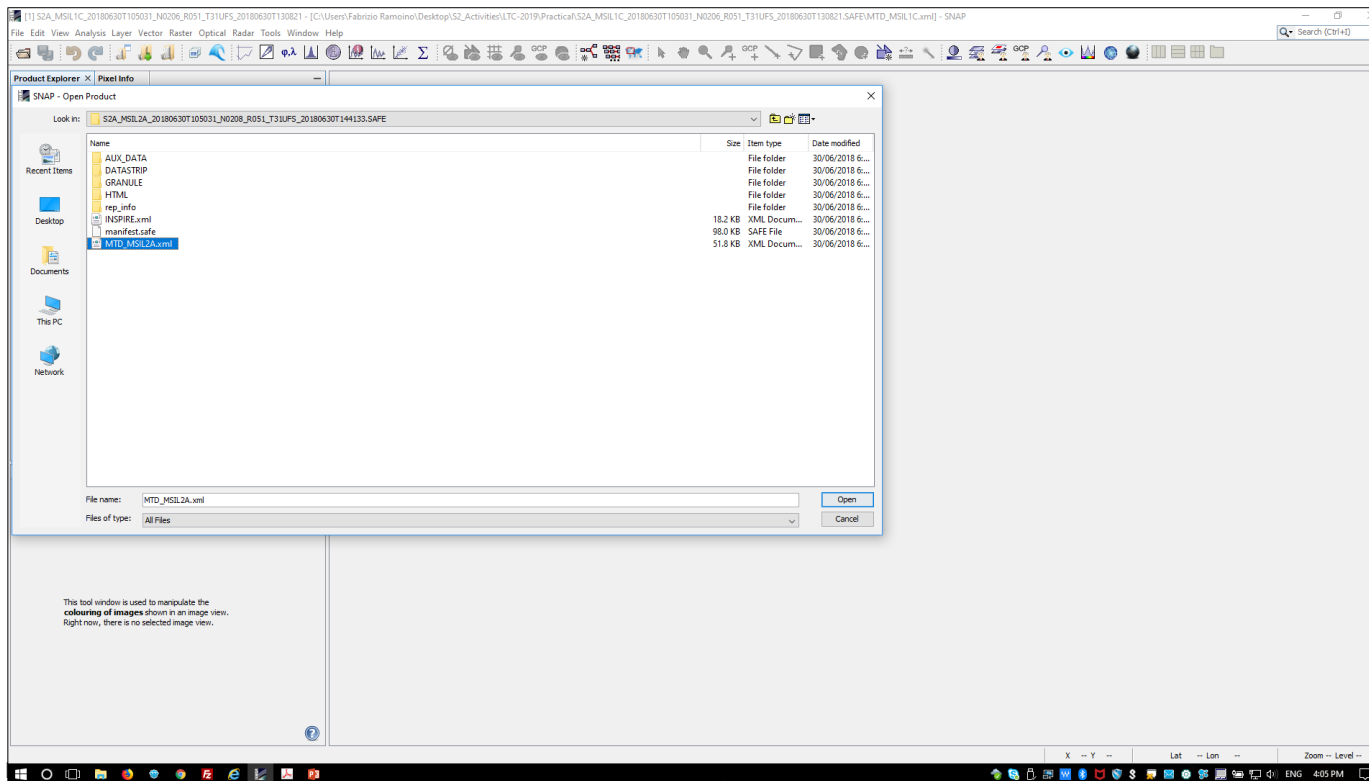 [1] S2A_MSIL1C_20180630T105031_N0206_R051_T31UFS_20180630T130821 - [C:\Users\Fabrizio Ramoino\Desktop\S2_Activities\LTC-2019\Practical\S2A_MSIL1C_20180630T105031_N0206_R051_T31UFS_20180630T130821.SAFE\MTD_MSIL1C.xml] - SNAP
File Edit View Analysis Layer Vector Raster Optical Radar Tools Window Help
Search (Ctrl+I)
Product Explorer × Pixel Info
SNAP - Open Product
Look in: S2A_MSIL2A_20180630T105031_N0208_R051_T31UFS_20180630T144133.SAFE
Name Size Item type Date modified
AUX_DATA File folder 30/06/2018 6:...
DATASTRIP File folder 30/06/2018 6:...
GRANULE File folder 30/06/2018 6:...
HTML File folder 30/06/2018 6:...
rep_info File folder 30/06/2018 6:...
INSPIRE.xml 18.2 KB XML Docum... 30/06/2018 6:...
manifest.safe 98.0 KB SAFE File 30/06/2018 6:...
MTD_MSIL2A.xml 51.8 KB XML Docum... 30/06/2018 6:...
Recent Items
Desktop
Documents
This PC
Network
File name: MTD_MSIL2A.xml Open
Files of type: All Files Cancel
This tool window is used to manipulate the
colouring of images shown in an image view.
Right now, there is no selected image view.
X -- Y -- Lat -- Lon -- Zoom -- Level --
ENG 4:05 PM